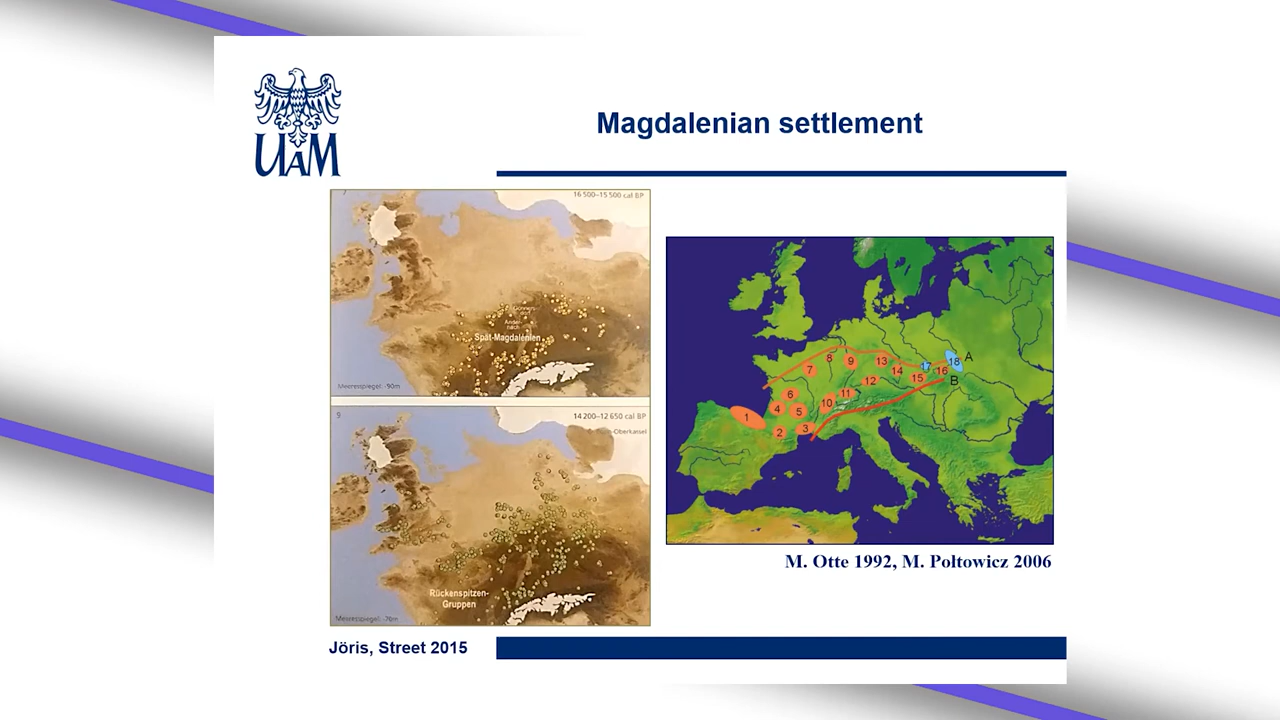 UAM
Magdalenian settlement
7
16 500–15 500 cal BP
Spät-Magdalénien
Meeresspiegel: -90m
9
14 200–12 650 cal BP
-Oberkassel
Rückenspitzen-
Gruppen
Meeresspiegel: -70m
Jöris, Street 2015
1
2
3
4
5
6
7
8
9
10
11
12
13
14
15
16
17
18
A
B
M. Otte 1992, M. Połtowicz 2006